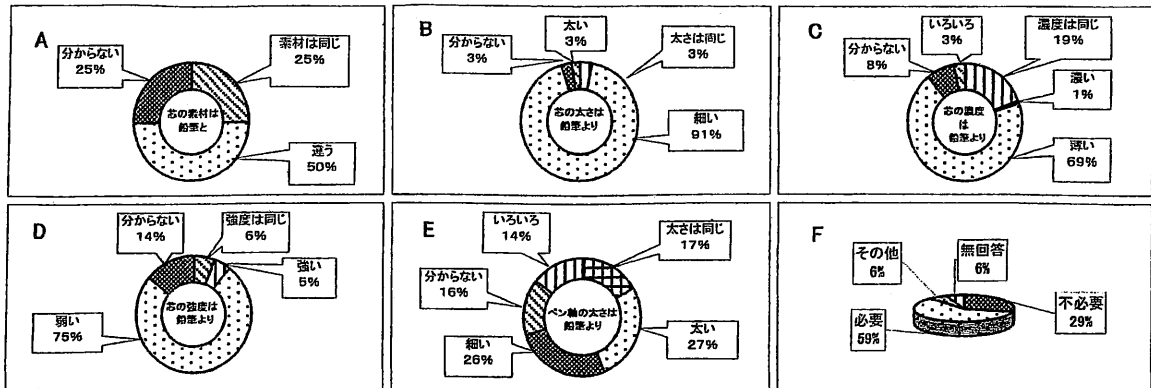 A
分からない
25%
素材は同じ
25%
芯の素材は
鉛筆と
違う
50%
B
分からない
3%
太い
3%
太さは同じ
3%
芯の太さは
鉛筆より
細い
91%
C
分からない
8%
いろいろ
3%
濃度は同じ
19%
濃い
1%
芯の濃度
は
鉛筆より
薄い
69%
D
分からない
14%
強度は同じ
6%
強い
5%
芯の強度は
鉛筆より
弱い
75%
E
いろいろ
14%
太さは同じ
17%
分からない
16%
ペン軸の太さは
鉛筆より
細い
26%
太い
27%
F
その他
6%
無回答
6%
必要
59%
不必要
29%